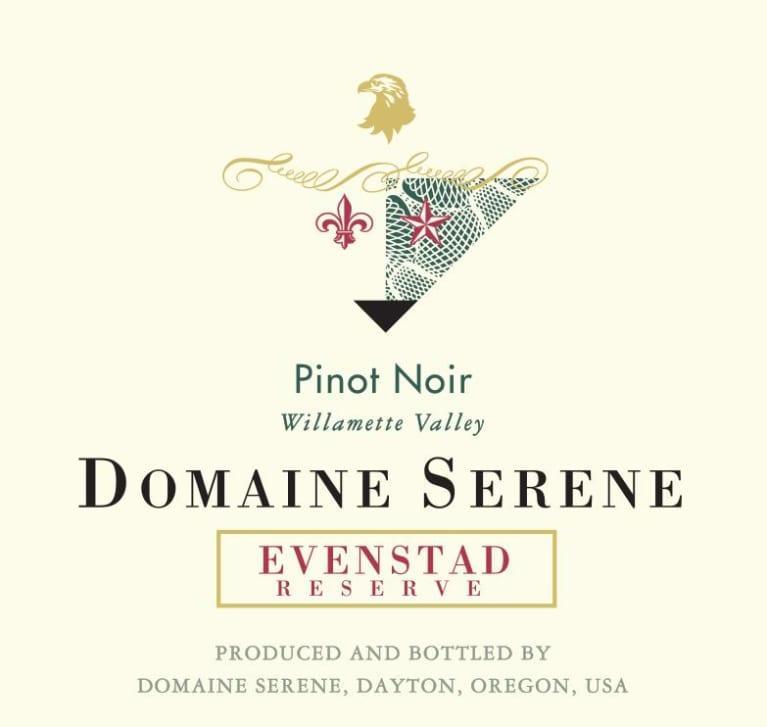 Pinot Noir
Willamette Valley
DOMAINE SERENE
EVENSTAD
RESERVE
PRODUCED AND BOTTLED BY
DOMAINE SERENE, DAYTON, OREGON, USA